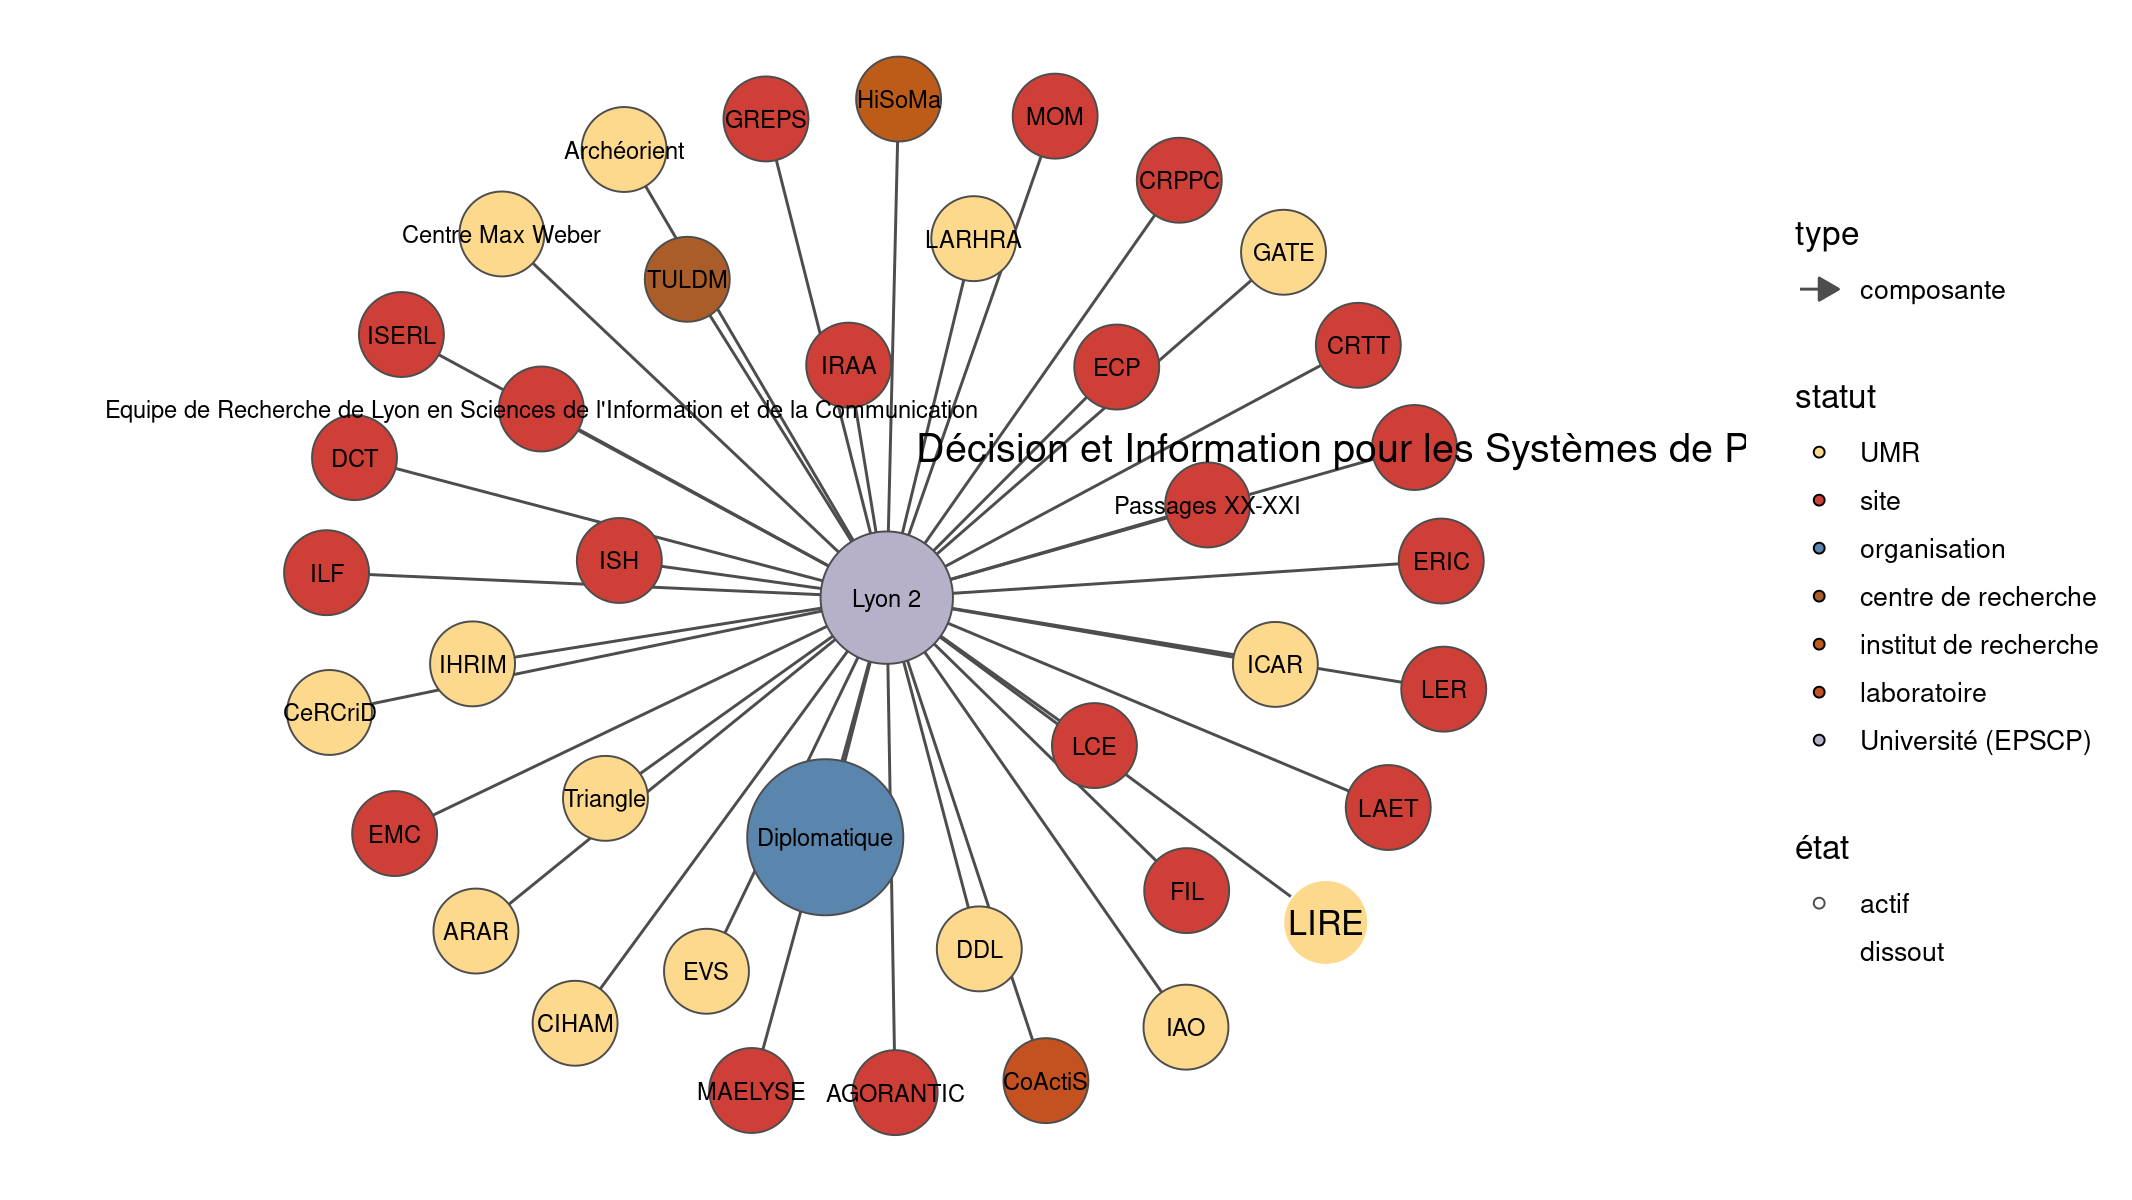 HiSoMa
MOM
GREPS
Archéorient
CRPPC
Centre Max Weber
LARHRA
GATE
TULDM
ISERL
IRAA
ECP
CRTT
Equipe de Recherche de Lyon en Sciences de l'Information et de la Communication
Décision et Information pour les Systèmes de P
DCT
Passages XX-XXI
ILF
ISH
ERIC
Lyon 2
IHRIM
ICAR
LER
CeRCriD
LCE
Triangle
LAET
EMC
Diplomatique
FIL
LIRE
ARAR
DDL
EVS
CIHAM
IAO
CoActiS
MAELYSE
AGORANTIC
type
composante
statut
UMR
site
organisation
centre de recherche
institut de recherche
laboratoire
Université (EPSCP)
état
actif
dissout